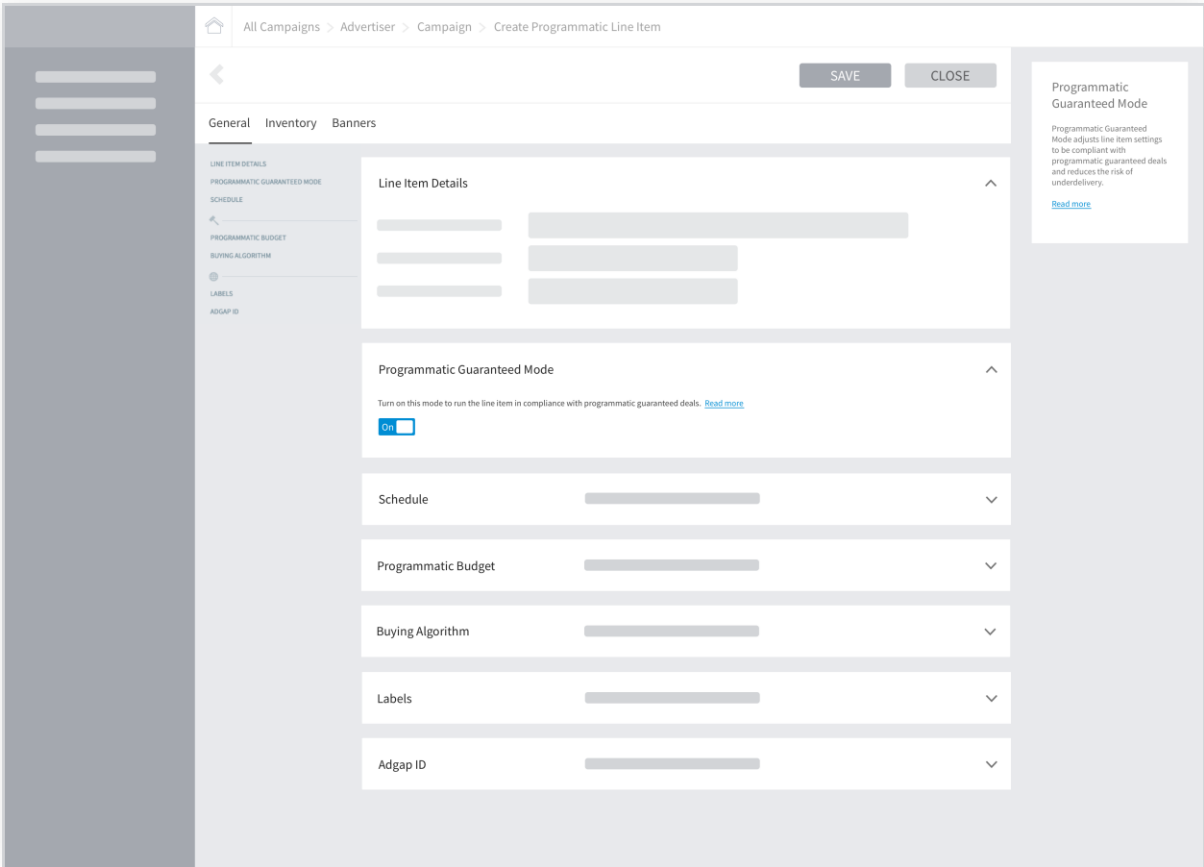 All Campaigns > Advertiser > Campaign > Create Programmatic Line Item
SAVE CLOSE
General Inventory Banners
LINE ITEM DETAILS
PROGRAMMATIC GUARANTEED MODE
SCHEDULE
PROGRAMMATIC BUDGET
BUYING ALGORITHM
LABELS
ADGAP ID
Line Item Details
Programmatic Guaranteed Mode
Turn on this mode to run the line item in compliance with programmatic guaranteed deals. Read more
On
Schedule
Programmatic Budget
Buying Algorithm
Labels
Adgap ID
Programmatic
Guaranteed Mode
Programmatic Guaranteed
Mode adjusts line item settings
to be compliant with
programmatic guaranteed deals
and reduces the risk of
underdelivery.
Read more